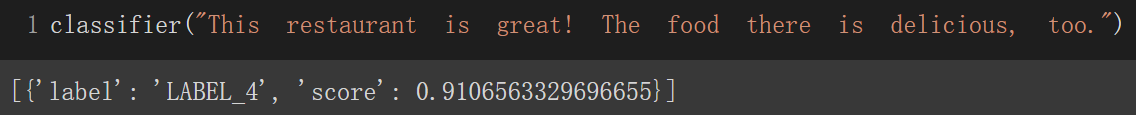 1 classifier("This restaurant is great! The food there is delicious, too.")
[{'label': 'LABEL_4', 'score': 0.9106563329696655}]